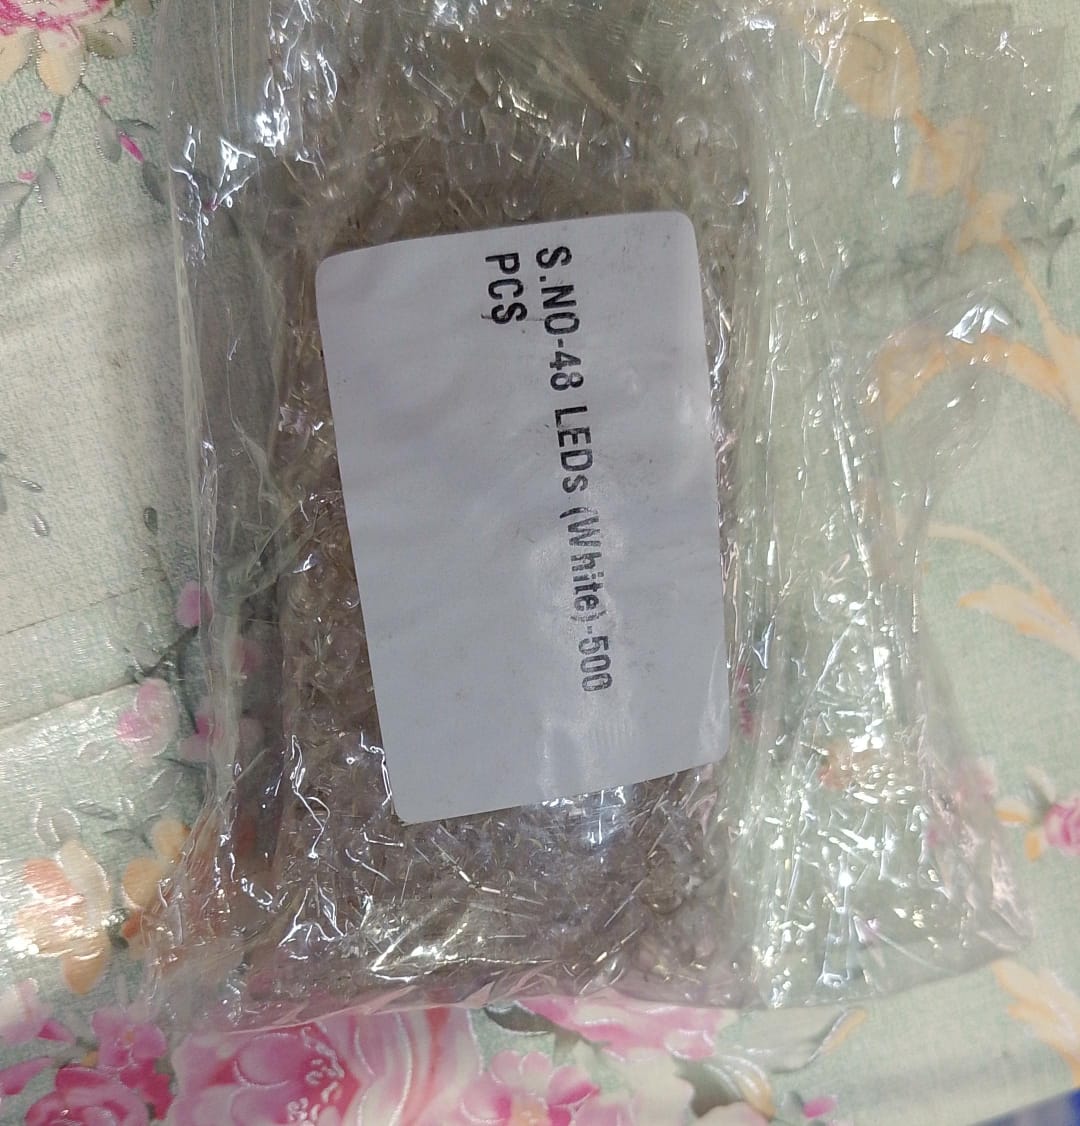 S.NO-48 LEDs (White)-500
PCS